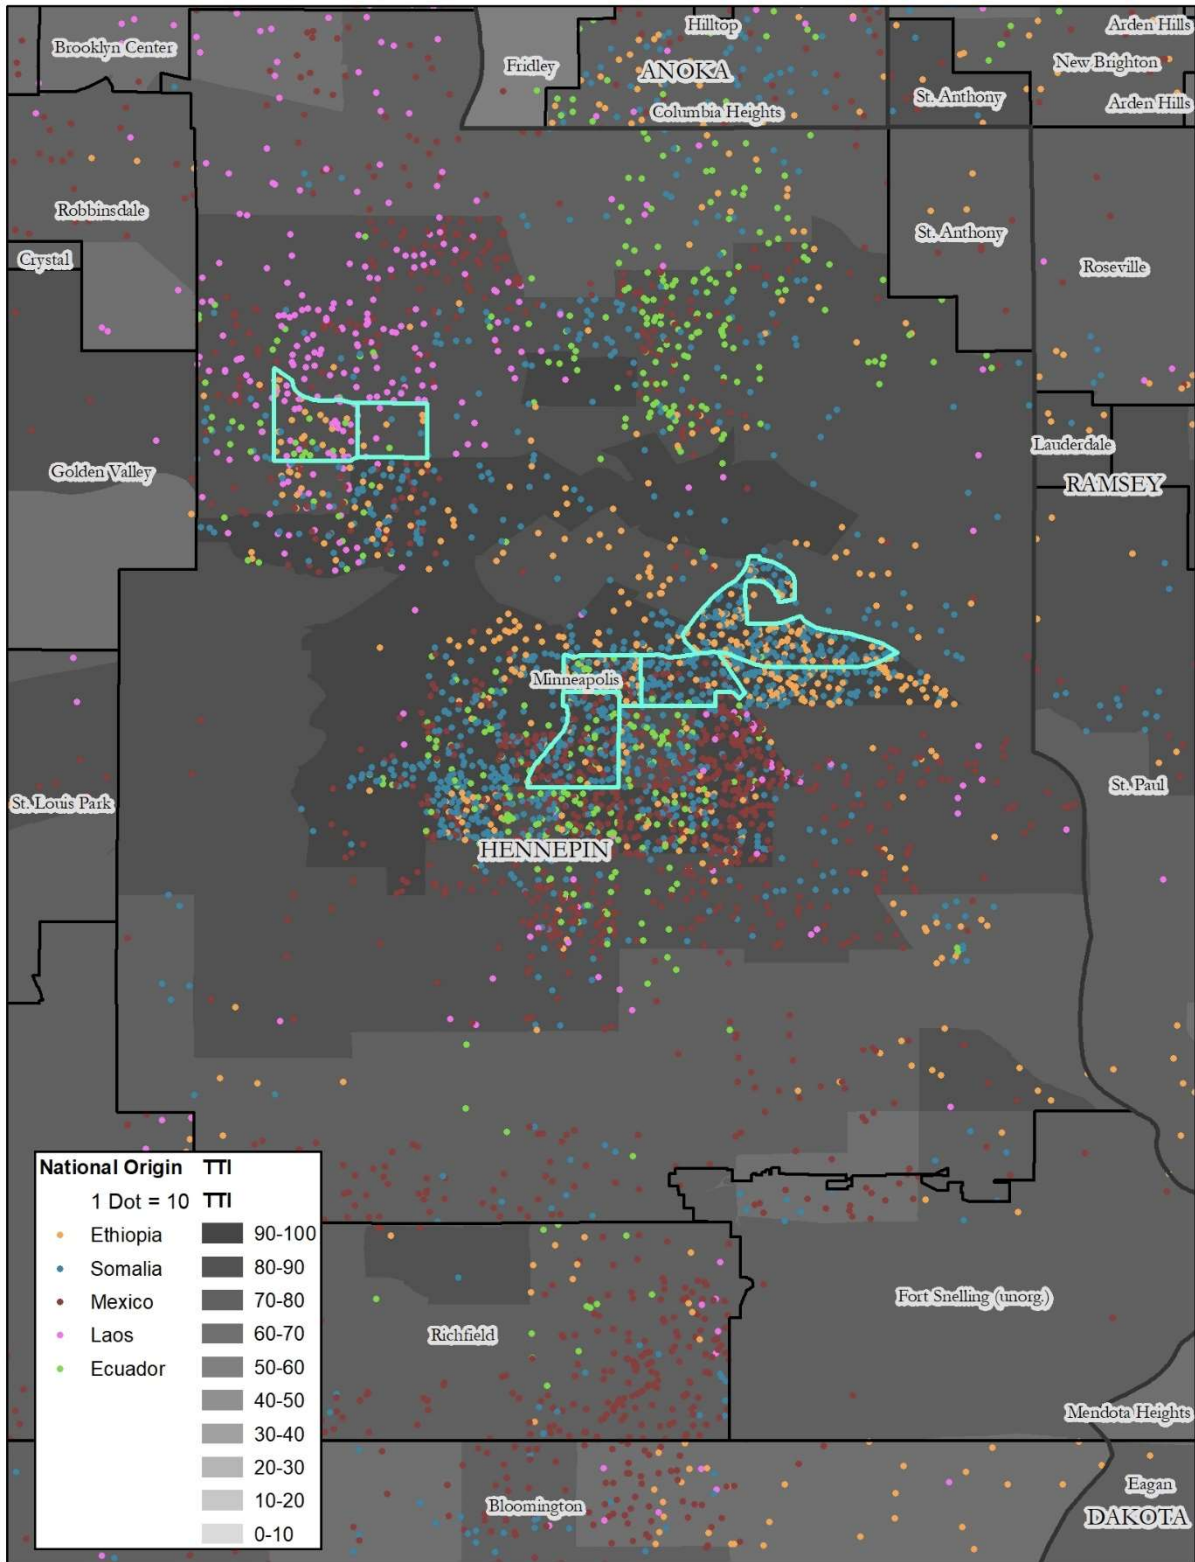 Hilltop
Arden Hills
Brooklyn Center
Fridley
ANOKA
New Brighton
St. Anthony
Arden Hills
Columbia Heights
Robbinsdale
St. Anthony
Crystal
Roseville
Lauderdale
Golden Valley
RAMSEY
Minneapolis
St. Louis Park
St. Paul
HENNEPIN
National Origin TTI
1 Dot = 10 TTI
Ethiopia 90-100
Somalia 80-90
Mexico 70-80
Laos 60-70
Ecuador 50-60
40-50
30-40
20-30
10-20
0-10
Fort Snelling (unorg.)
Richfield
Mendota Heights
Eagan
Bloomington
DAKOTA